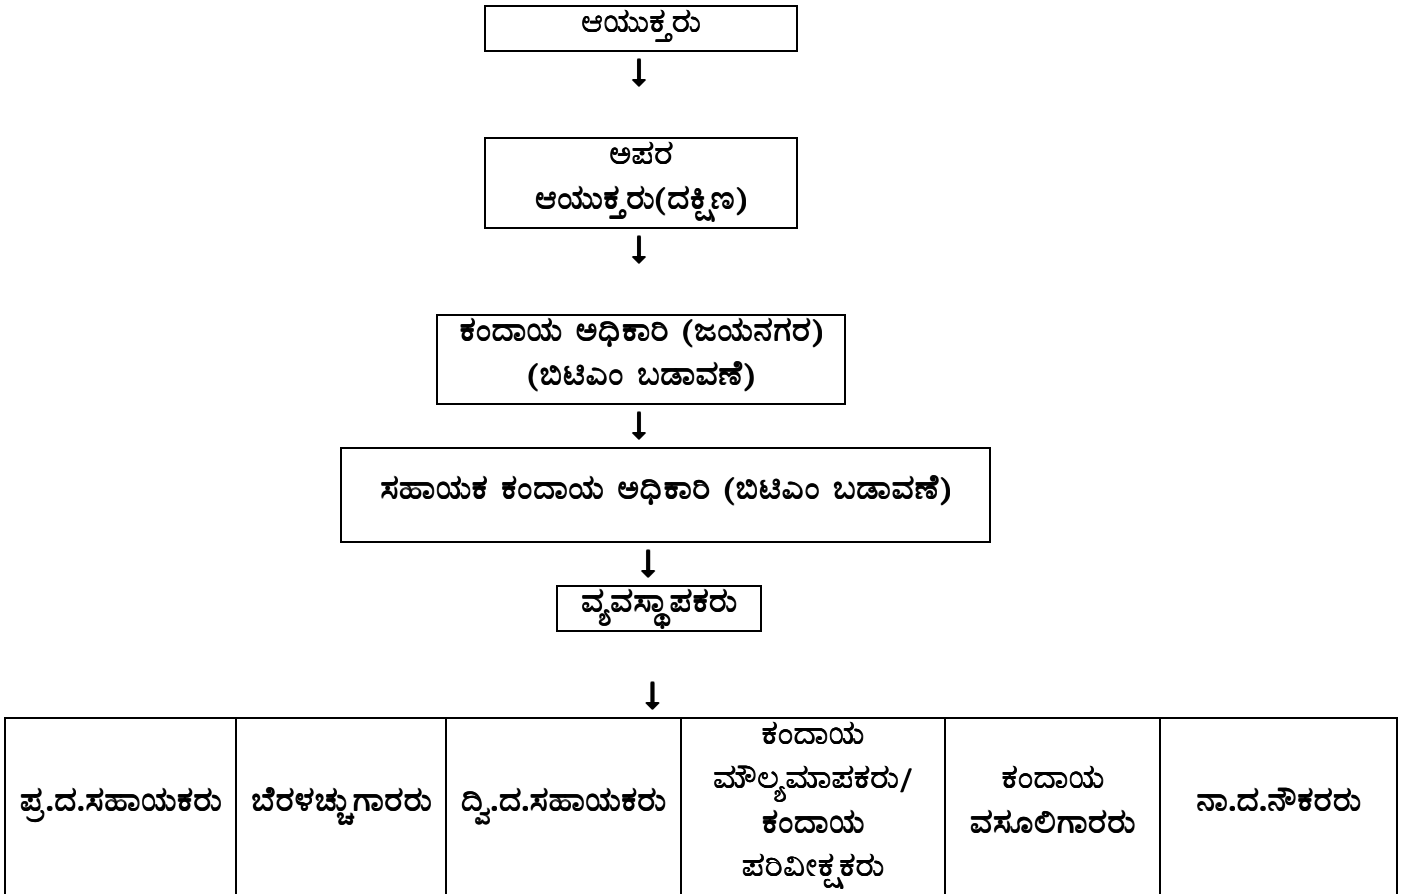 ಆಯುಕ್ತರು
ಅಪರ
ಆಯುಕ್ತರು(ದಕ್ಷಿಣ)
ಕಂದಾಯ ಅಧಿಕಾರಿ (ಜಯನಗರ)
(ಬಿಟಿಎಂ ಬಡಾವಣೆ)
ಸಹಾಯಕ ಕಂದಾಯ ಅಧಿಕಾರಿ (ಬಿಟಿಎಂ ಬಡಾವಣೆ)
ವ್ಯವಸ್ಥಾಪಕರು
ಪ್ರ.ದ.ಸಹಾಯಕರು
ಬೆರಳಚ್ಚುಗಾರರು
ದ್ವಿ.ದ.ಸಹಾಯಕರು
ಕಂದಾಯ
ಮೌಲ್ಯಮಾಪಕರು/
ಕಂದಾಯ
ಪರಿವೀಕ್ಷಕರು
ಕಂದಾಯ
ವಸೂಲಿಗಾರರು
ನಾ.ದ.ನೌಕರರು